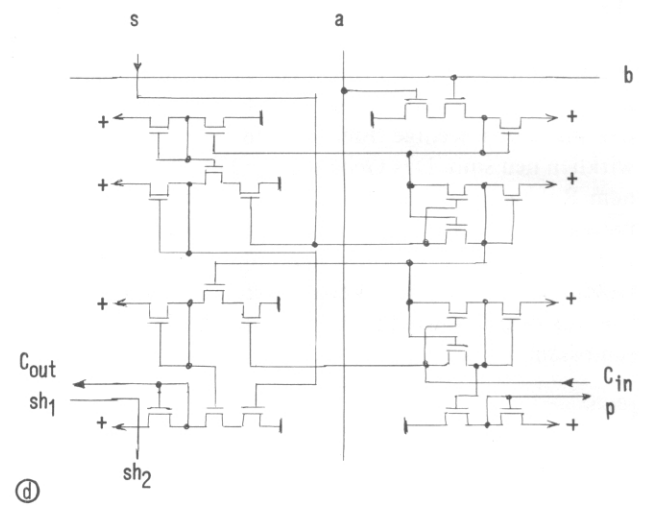 s a
b
+ +
+ +
+ +
Cout Cin
sh1 p
+ +
sh2
d